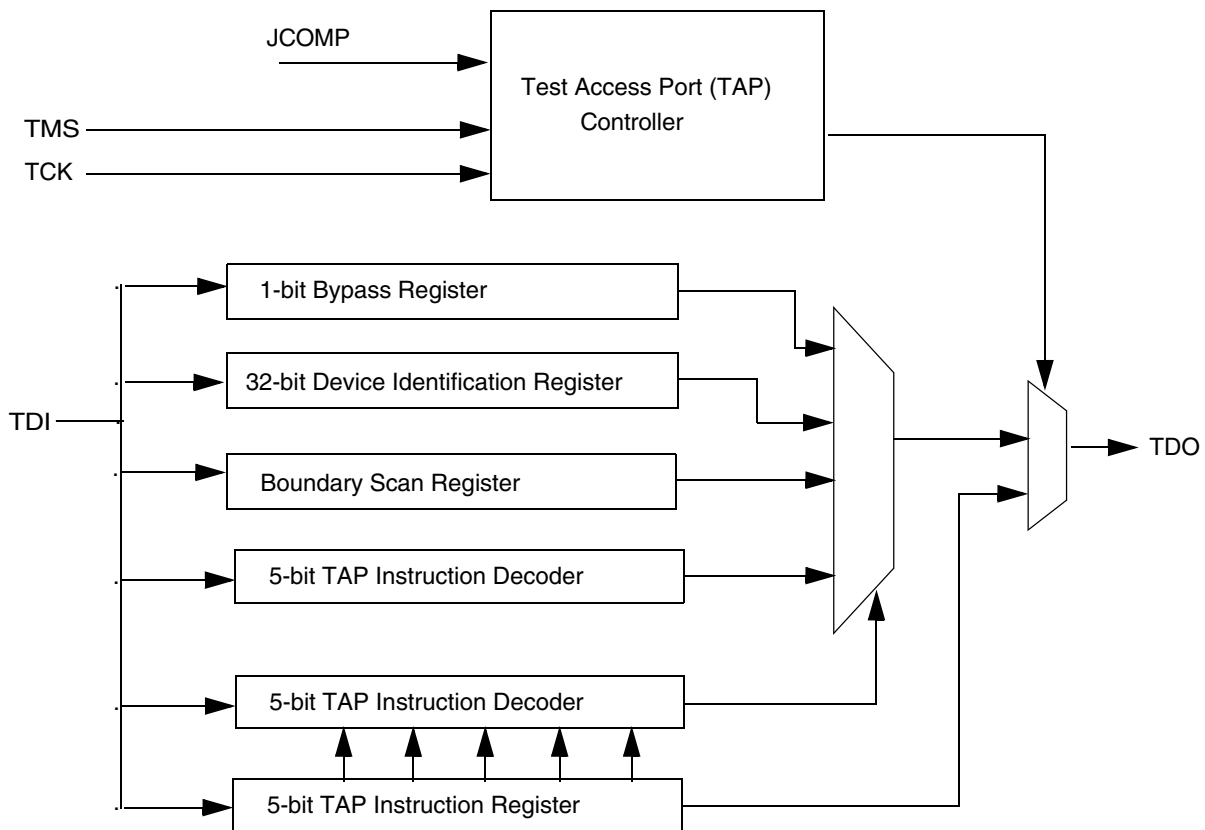 JCOMP
Test Access Port (TAP)
Controller
TMS
TCK
1-bit Bypass Register
32-bit Device Identification Register
TDI
TDO
Boundary Scan Register
5-bit TAP Instruction Decoder
5-bit TAP Instruction Decoder
5-bit TAP Instruction Register